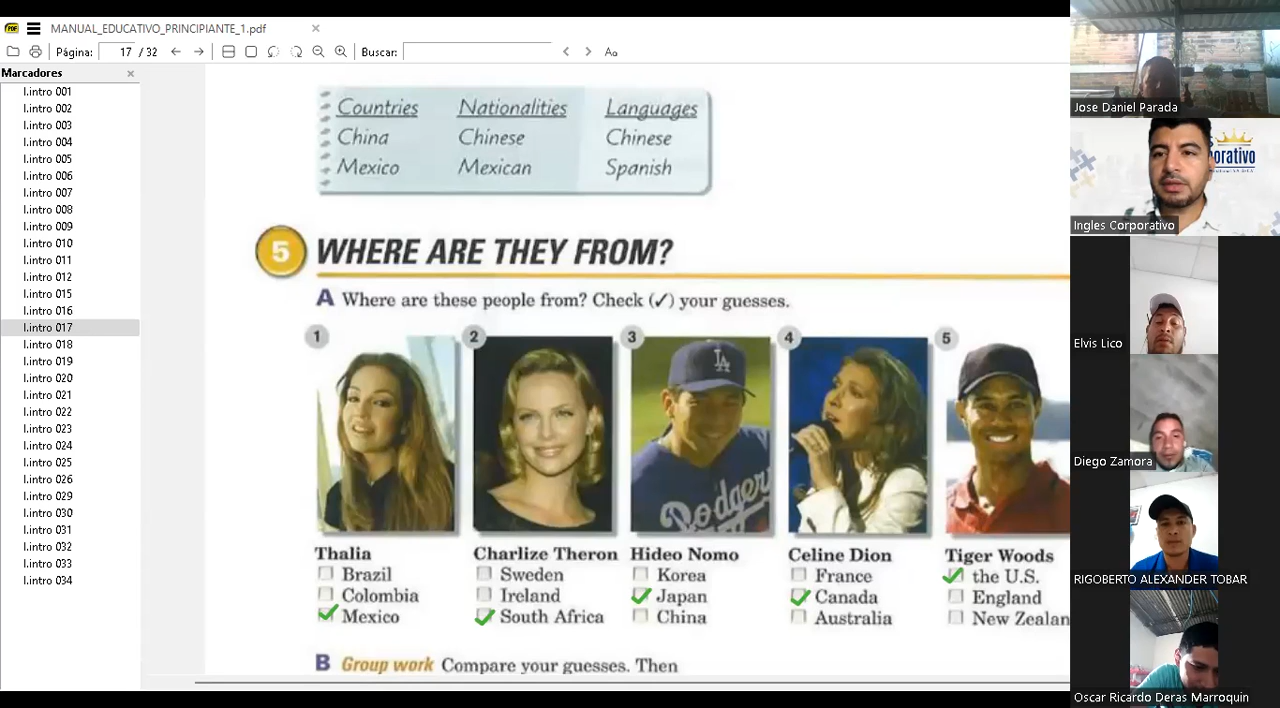 MANUAL_EDUCATIVO_PRINCIPIANTE_1.pdf
Página: 17 / 32 Buscar: Aa
Marcadores
I.intro 001
I.intro 002
I.intro 003
I.intro 004
I.intro 005
I.intro 006
I.intro 007
I.intro 008
I.intro 009
I.intro 010
I.intro 011
I.intro 012
I.intro 015
I.intro 016
I.intro 017
I.intro 018
I.intro 019
I.intro 020
I.intro 021
I.intro 022
I.intro 023
I.intro 024
I.intro 025
I.intro 026
I.intro 029
I.intro 030
I.intro 031
I.intro 032
I.intro 033
I.intro 034
Countries Nationalities Languages
China Chinese Chinese
Mexico Mexican Spanish
5 WHERE ARE THEY FROM?
A Where are these people from? Check (✓) your guesses.
1 2 3 4 5
LA
Dodger
Thalia Charlize Theron Hideo Nomo Celine Dion Tiger Woods
Brazil Sweden Korea France the U.S.
Colombia Ireland Japan Canada England
Mexico South Africa China Australia New Zealan
B Group work Compare your guesses. Then
Jose Daniel Parada
orativo
Ingles Corporativo
Elvis Lico
Diego Zamora
RIGOBERTO ALEXANDER TOBAR
Oscar Ricardo Deras Marroquin